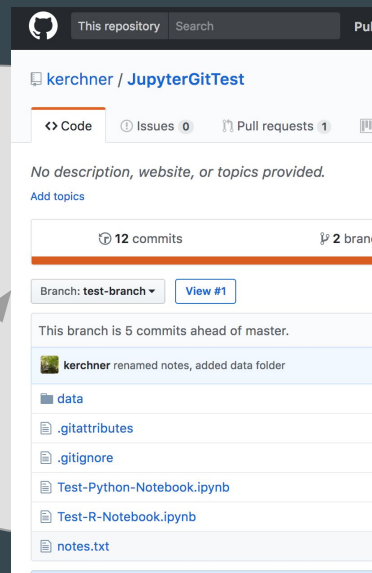 This repository Search
kerchner / JupyterGitTest
<> Code Issues 0 Pull requests 1
No description, website, or topics provided.
Add topics
12 commits 2
Branch: test-branch View #1
This branch is 5 commits ahead of master.
kerchner renamed notes, added data folder
data
.gitattributes
.gitignore
Test-Python-Notebook.ipynb
Test-R-Notebook.ipynb
notes.txt